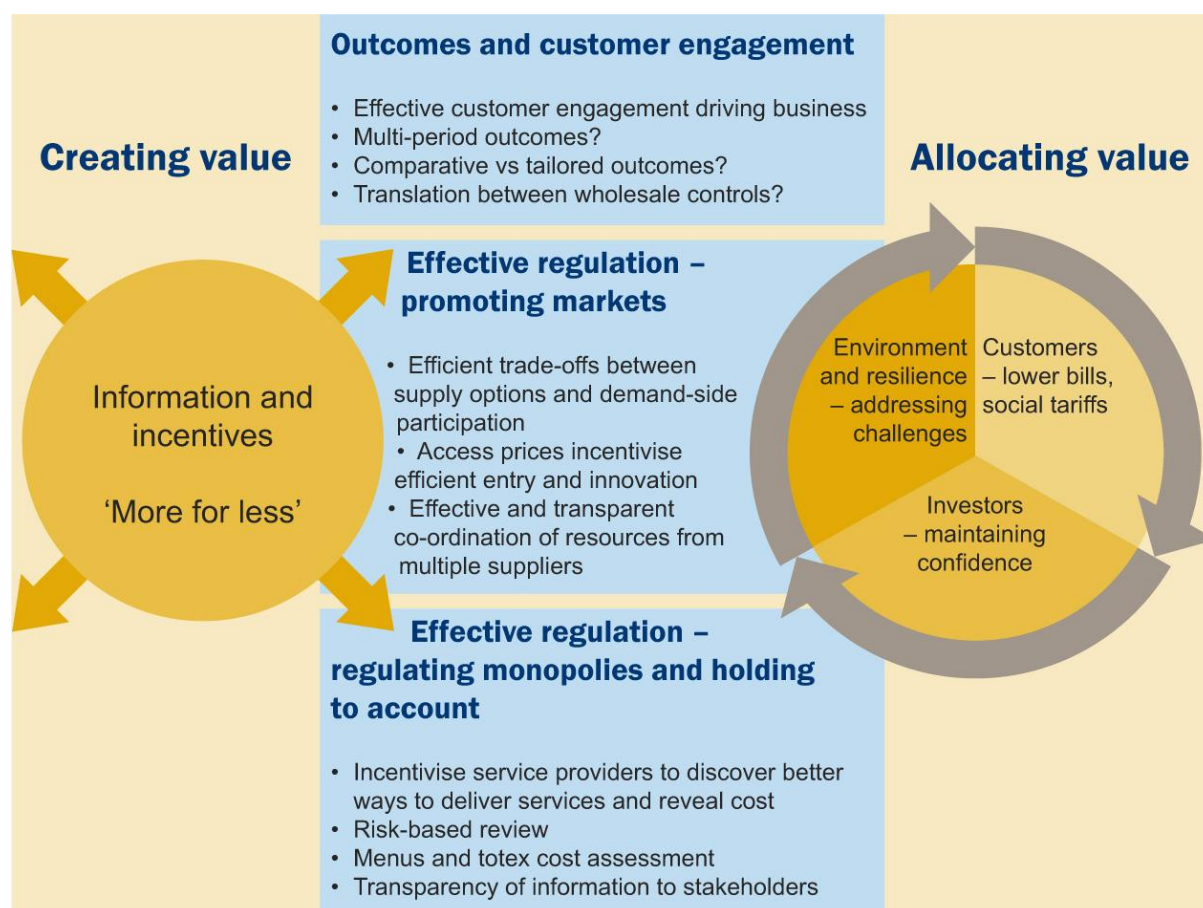 Creating value
Information and
incentives
‘More for less’
Outcomes and customer engagement
• Effective customer engagement driving business
• Multi-period outcomes?
• Comparative vs tailored outcomes?
• Translation between wholesale controls?
Effective regulation –
promoting markets
• Efficient trade-offs between
supply options and demand-side
participation
• Access prices incentivise
efficient entry and innovation
• Effective and transparent
co-ordination of resources from
multiple suppliers
Effective regulation –
regulating monopolies and holding
to account
• Incentivise service providers to discover better
ways to deliver services and reveal cost
• Risk-based review
• Menus and totex cost assessment
• Transparency of information to stakeholders
Allocating value
Environment
and resilience
– addressing
challenges
Customers
– lower bills,
social tariffs
Investors
– maintaining
confidence